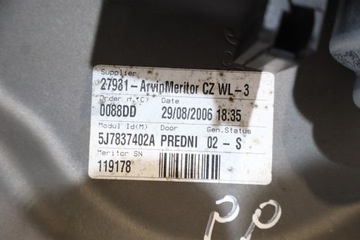 Supplier
27931-ArvinMeritor CZ WL-3
Order n.(C) Date
0088DD 29/08/2006 18:35
Modul Id(M) Door Gen.Status
5J7837402A PREDNI 02-S
Meritor SN
119178
PP